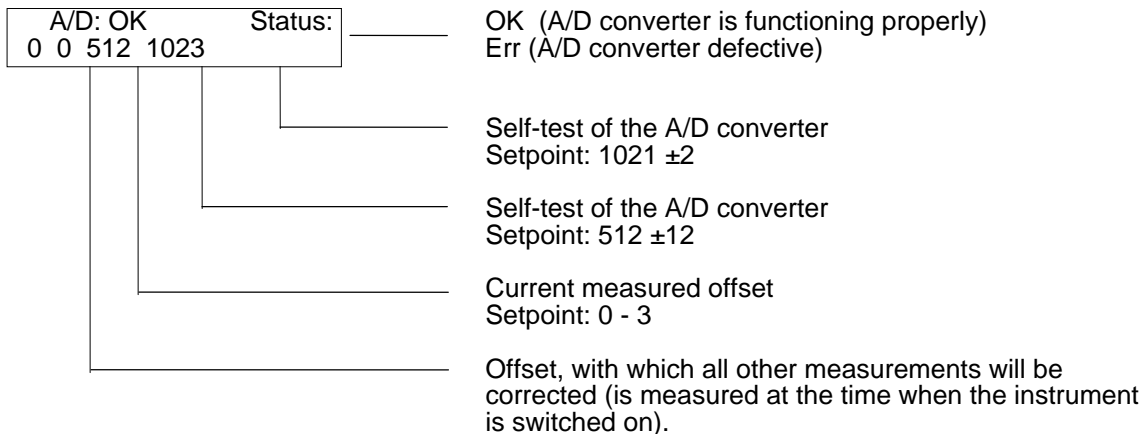 A/D: OK Status:
0 0 512 1023
OK (A/D converter is functioning properly)
Err (A/D converter defective)
Self-test of the A/D converter
Setpoint: 1021 ±2
Self-test of the A/D converter
Setpoint: 512 ±12
Current measured offset
Setpoint: 0 - 3
Offset, with which all other measurements will be
corrected (is measured at the time when the instrument
is switched on).